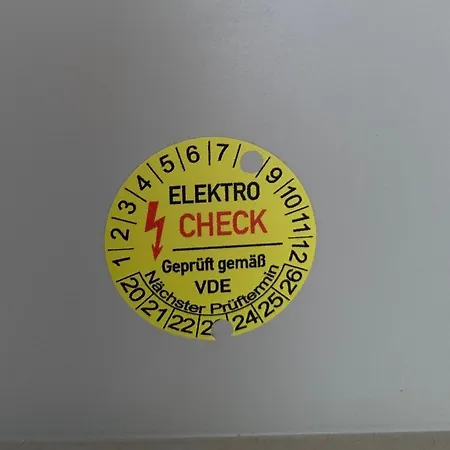 1 2 3 4 5 6 7 9 10 11 12
ELEKTRO
CHECK
Geprüft gemäß
VDE
Nächster Prüftermin
20 21 22 2 24 25 26